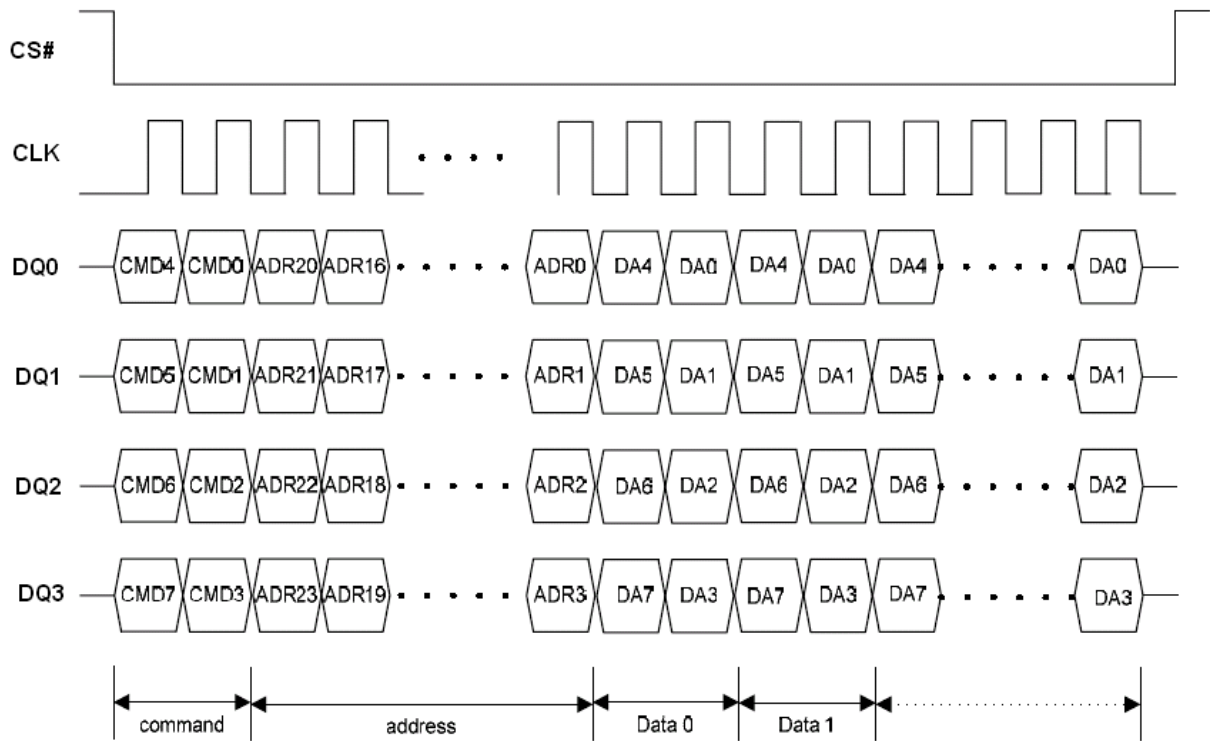 CS#
CLK
DQ0 CMD4 CMD0 ADR20 ADR16 ADR0 DA4 DA0 DA4 DA0 DA4 DA0
DQ1 CMD5 CMD1 ADR21 ADR17 ADR1 DA5 DA1 DA5 DA1 DA5 DA1
DQ2 CMD6 CMD2 ADR22 ADR18 ADR2 DA6 DA2 DA6 DA2 DA6 DA2
DQ3 CMD7 CMD3 ADR23 ADR19 ADR3 DA7 DA3 DA7 DA3 DA7 DA3
command address Data 0 Data 1